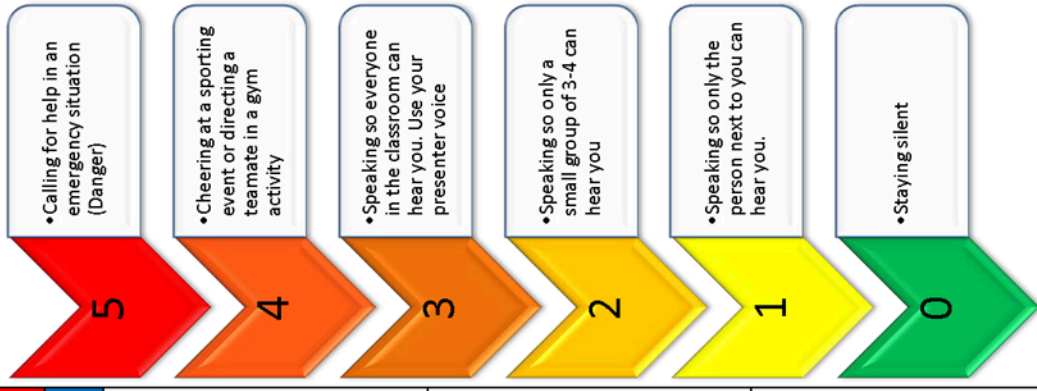 5
•Calling for help in an
emergency situation
(Danger)
4
•Cheering at a sporting
event or directing a
teamate in a gym
activity
3
•Speaking so everyone
in the classroom can
hear you. Use your
presenter voice
2
•Speaking so only a
small group of 3-4 can
hear you
1
•Speaking so only the
person next to you can
hear you.
0
•Staying silent